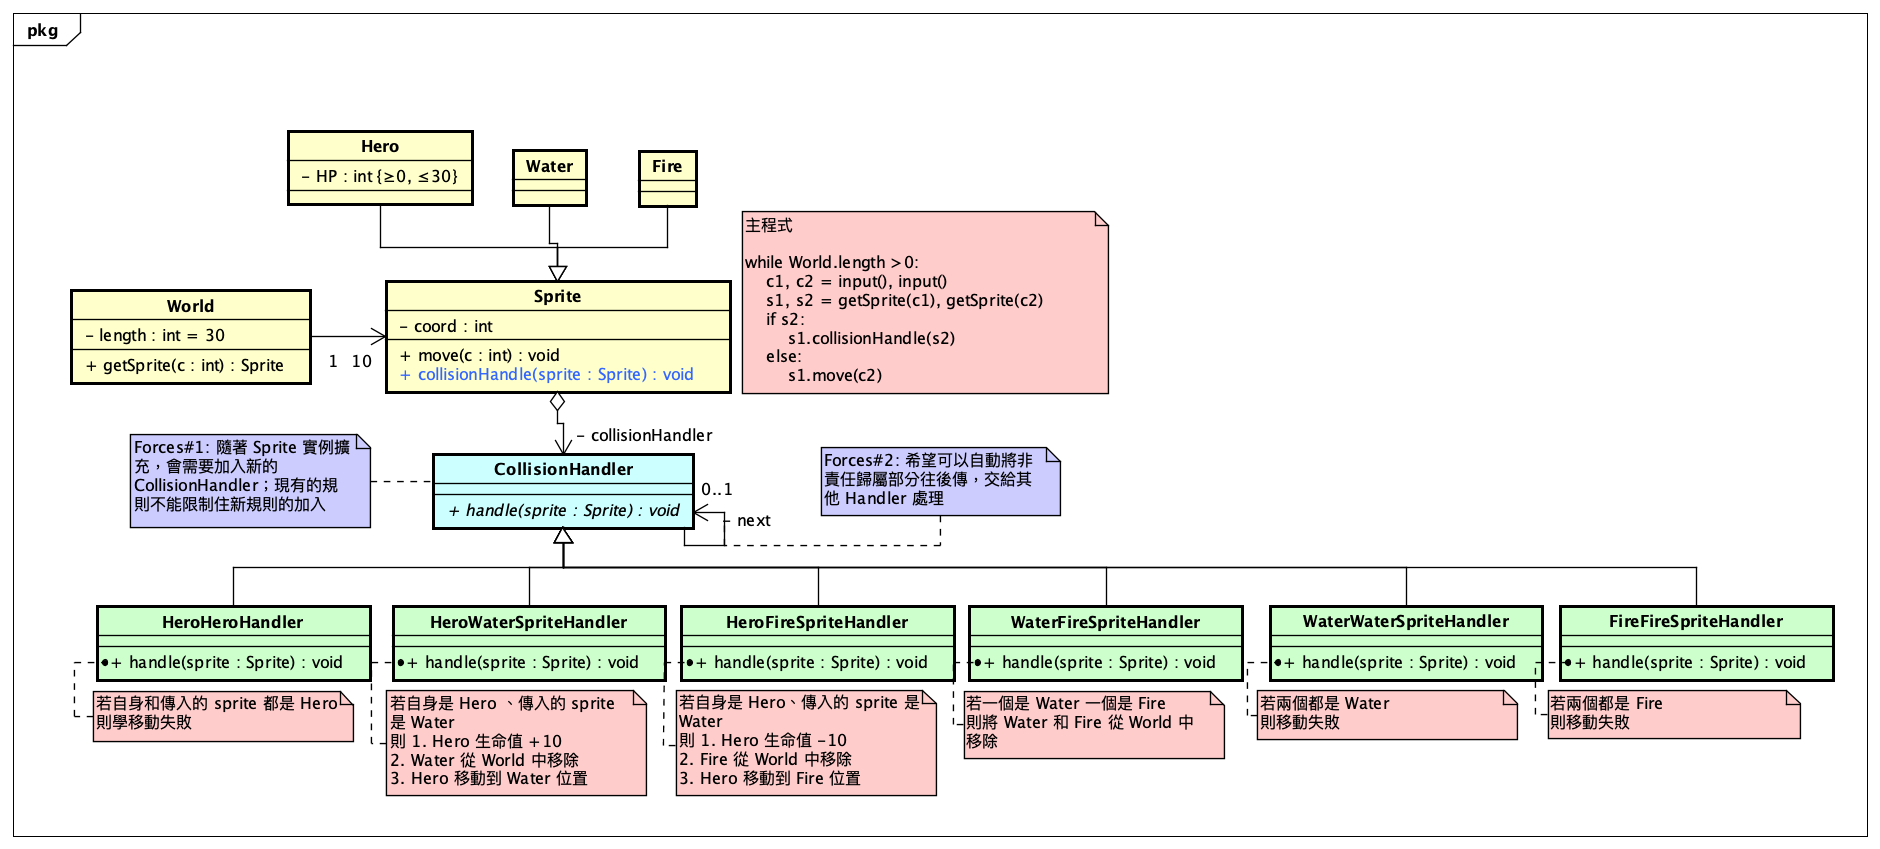 pkg
Hero
- HP : int {≥0, ≤30}
Water
Fire
主程式
while World.length > 0:
c1, c2 = input(), input()
s1, s2 = getSprite(c1), getSprite(c2)
if s2:
s1.collisionHandle(s2)
else:
s1.move(c2)
World
- length : int = 30
+ getSprite(c : int) : Sprite
1 10
Sprite
- coord : int
+ move(c : int) : void
+ collisionHandle(sprite : Sprite) : void
- collisionHandler
Forces#1: 隨著 Sprite 實例擴
充，會需要加入新的
CollisionHandler；現有的規
則不能限制住新規則的加入
CollisionHandler
+ handle(sprite : Sprite) : void
0..1
- next
Forces#2: 希望可以自動將非
責任歸屬部分往後傳，交給其
他 Handler 處理
HeroHeroHandler
+ handle(sprite : Sprite) : void
若自身和傳入的 sprite 都是 Hero
則學移動失敗
HeroWaterSpriteHandler
+ handle(sprite : Sprite) : void
若自身是 Hero 、傳入的 sprite
是 Water
則 1. Hero 生命值 +10
2. Water 從 World 中移除
3. Hero 移動到 Water 位置
HeroFireSpriteHandler
+ handle(sprite : Sprite) : void
若自身是 Hero、傳入的 sprite 是
Water
則 1. Hero 生命值 -10
2. Fire 從 World 中移除
3. Hero 移動到 Fire 位置
WaterFireSpriteHandler
+ handle(sprite : Sprite) : void
若一個是 Water 一個是 Fire
則將 Water 和 Fire 從 World 中
移除
WaterWaterSpriteHandler
+ handle(sprite : Sprite) : void
若兩個都是 Water
則移動失敗
FireFireSpriteHandler
+ handle(sprite : Sprite) : void
若兩個都是 Fire
則移動失敗